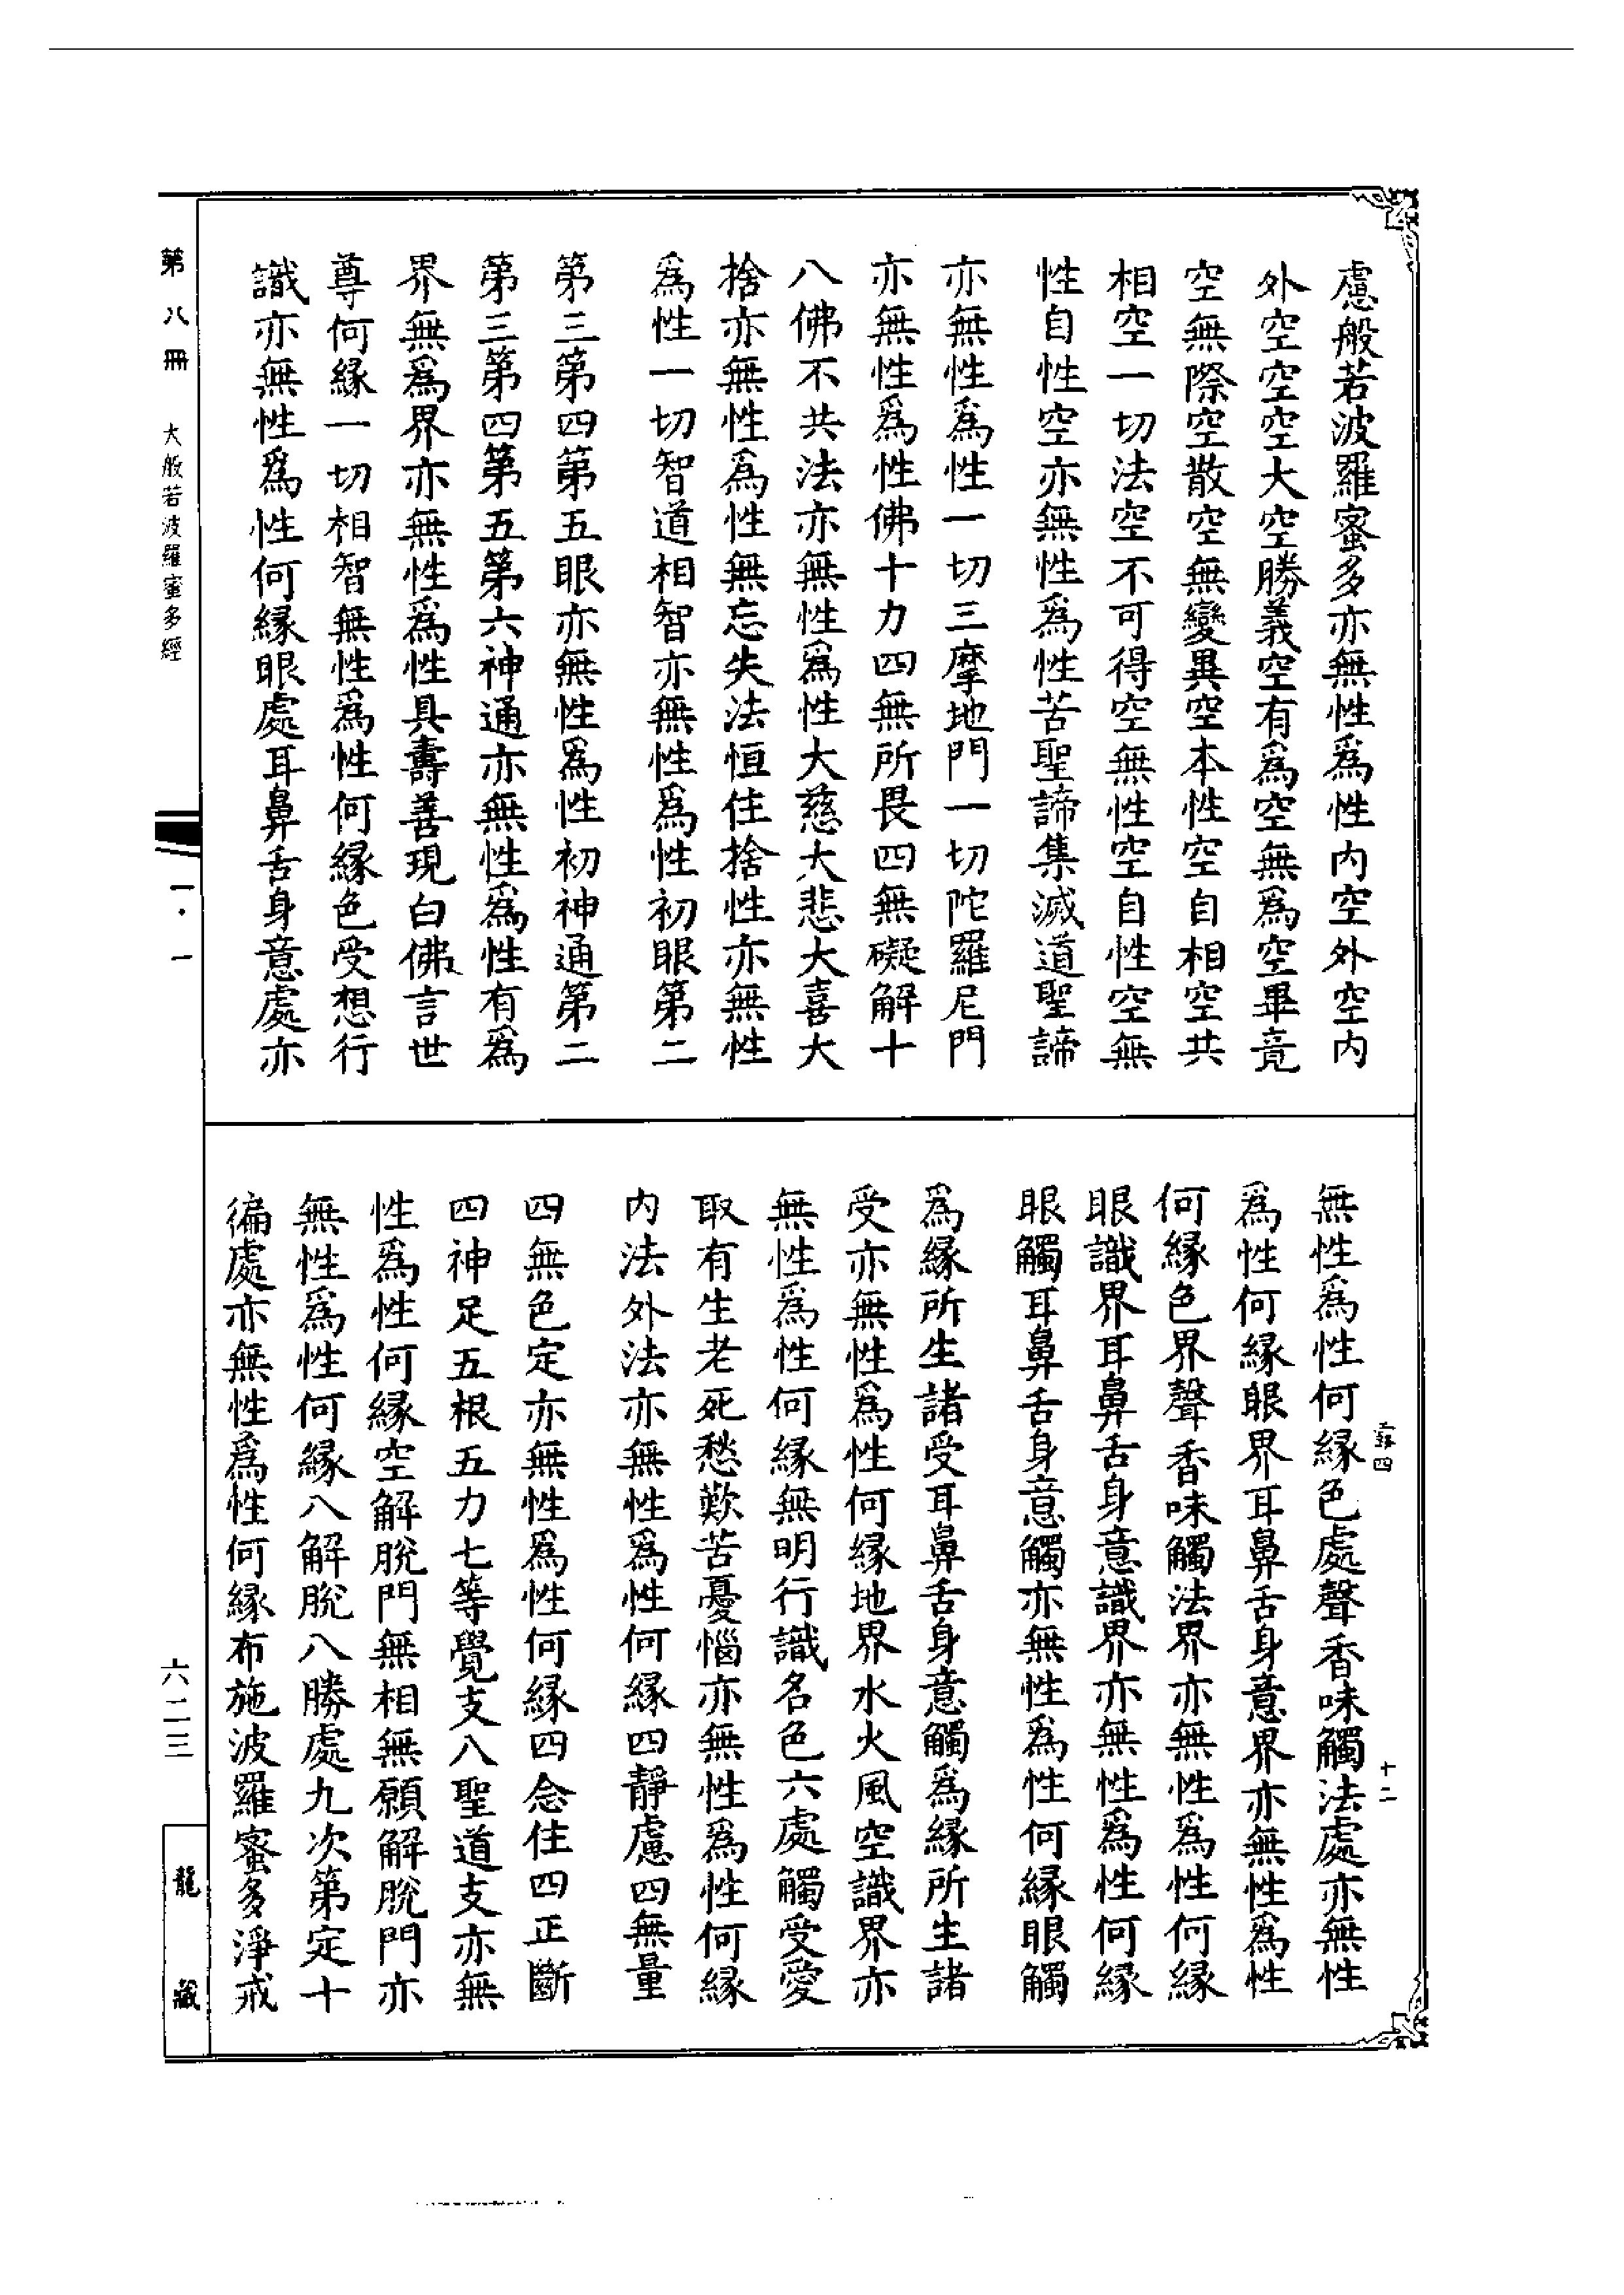 慮般若波羅蜜多亦無性爲性内空外空内
外空空空大空勝義空有爲空無爲空畢竟
空無際空散空無變異空本性空自相空共
相空一切法空不可得空無性空自性空無
性自性空亦無性爲性苦聖諦集滅道聖諦
亦無性爲性一切三摩地門一切陀羅尼門
亦無性爲性佛十力四無所畏四無礙解十
八佛不共法亦無性爲性大慈大悲大喜大
捨亦無性爲性無忘失法恒住捨性亦無性
爲性一切智道相智亦無性爲性初眼第二
第三第四第五眼亦無性爲性初神通第二
第三第四第五第六神通亦無性爲性有爲
界無爲界亦無性爲性具壽善現白佛言世
尊何緣一切相智無性爲性何緣色受想行
識亦無性爲性何緣眼處耳鼻舌身意處亦
無性爲性何緣色處聲香味觸法處亦無性
爲性何緣眼界耳鼻舌身意界亦無性爲性
何緣色界聲香味觸法界亦無性爲性何緣
眼識界耳鼻舌身意識界亦無性爲性何緣
眼觸耳鼻舌身意觸亦無性爲性何緣眼觸
爲緣所生諸受耳鼻舌身意觸爲緣所生諸
受亦無性爲性何緣地界水火風空識界亦
無性爲性何緣無明行識名色六處觸受愛
取有生老死愁歎苦憂惱亦無性爲性何緣
内法外法亦無性爲性何緣四靜慮四無量
四無色定亦無性爲性何緣四念住四正斷
四神足五根五力七等覺支八聖道支亦無
性爲性何緣空解脫門無相無願解脫門亦
無性爲性何緣八解脫八勝處九次第定十
徧處亦無性爲性何緣布施波羅蜜多淨戒
四
十二
第八冊
大般若波羅蜜多經
一·一
六二三
龍藏